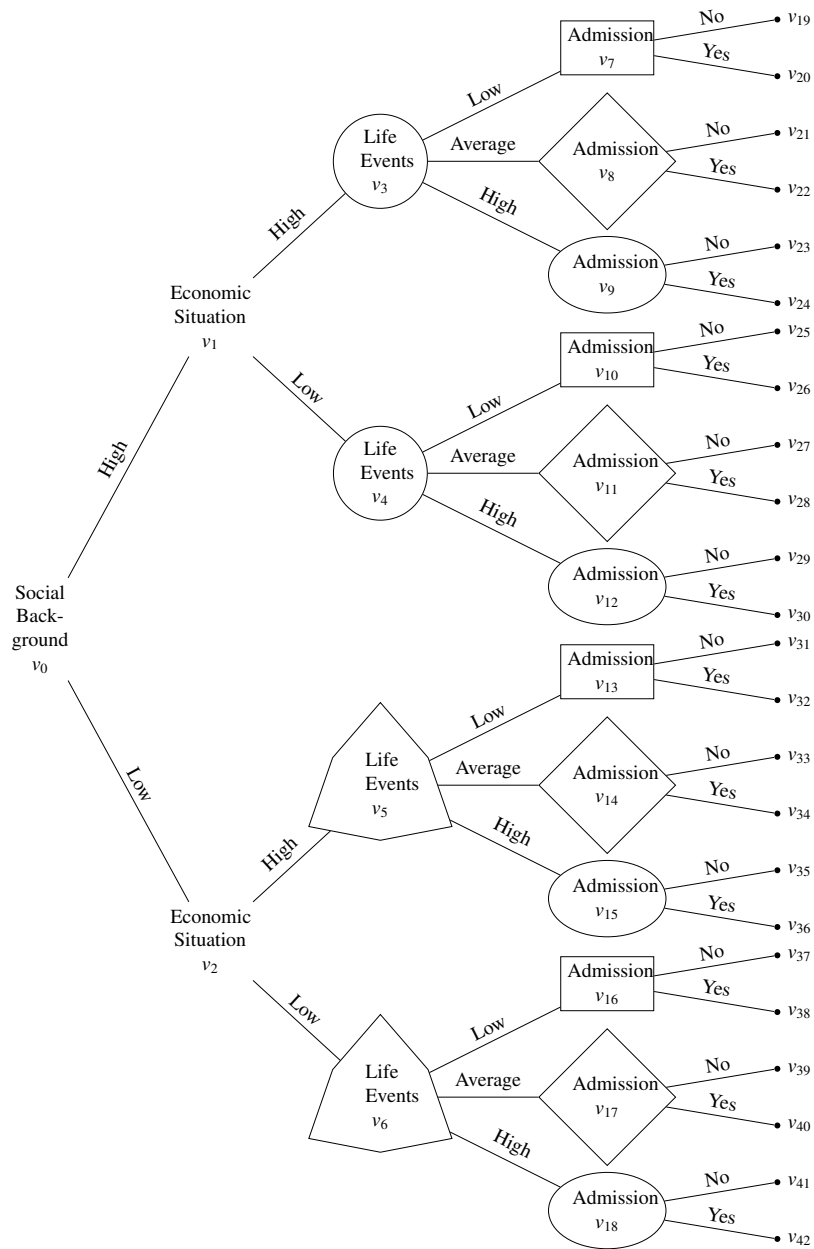 Social
Back-
ground
v0
High
Low
Economic
Situation
v1
High
Low
Economic
Situation
v2
High
Low
Life
Events
v3
Low
Average
High
Life
Events
v4
Low
Average
High
Life
Events
v5
Low
Average
High
Life
Events
v6
Low
Average
High
Admission
v7
No
v19
Yes
v20
Admission
v8
No
v21
Yes
v22
Admission
v9
No
v23
Yes
v24
Admission
v10
No
v25
Yes
v26
Admission
v11
No
v27
Yes
v28
Admission
v12
No
v29
Yes
v30
Admission
v13
No
v31
Yes
v32
Admission
v14
No
v33
Yes
v34
Admission
v15
No
v35
Yes
v36
Admission
v16
No
v37
Yes
v38
Admission
v17
No
v39
Yes
v40
Admission
v18
No
v41
Yes
v42